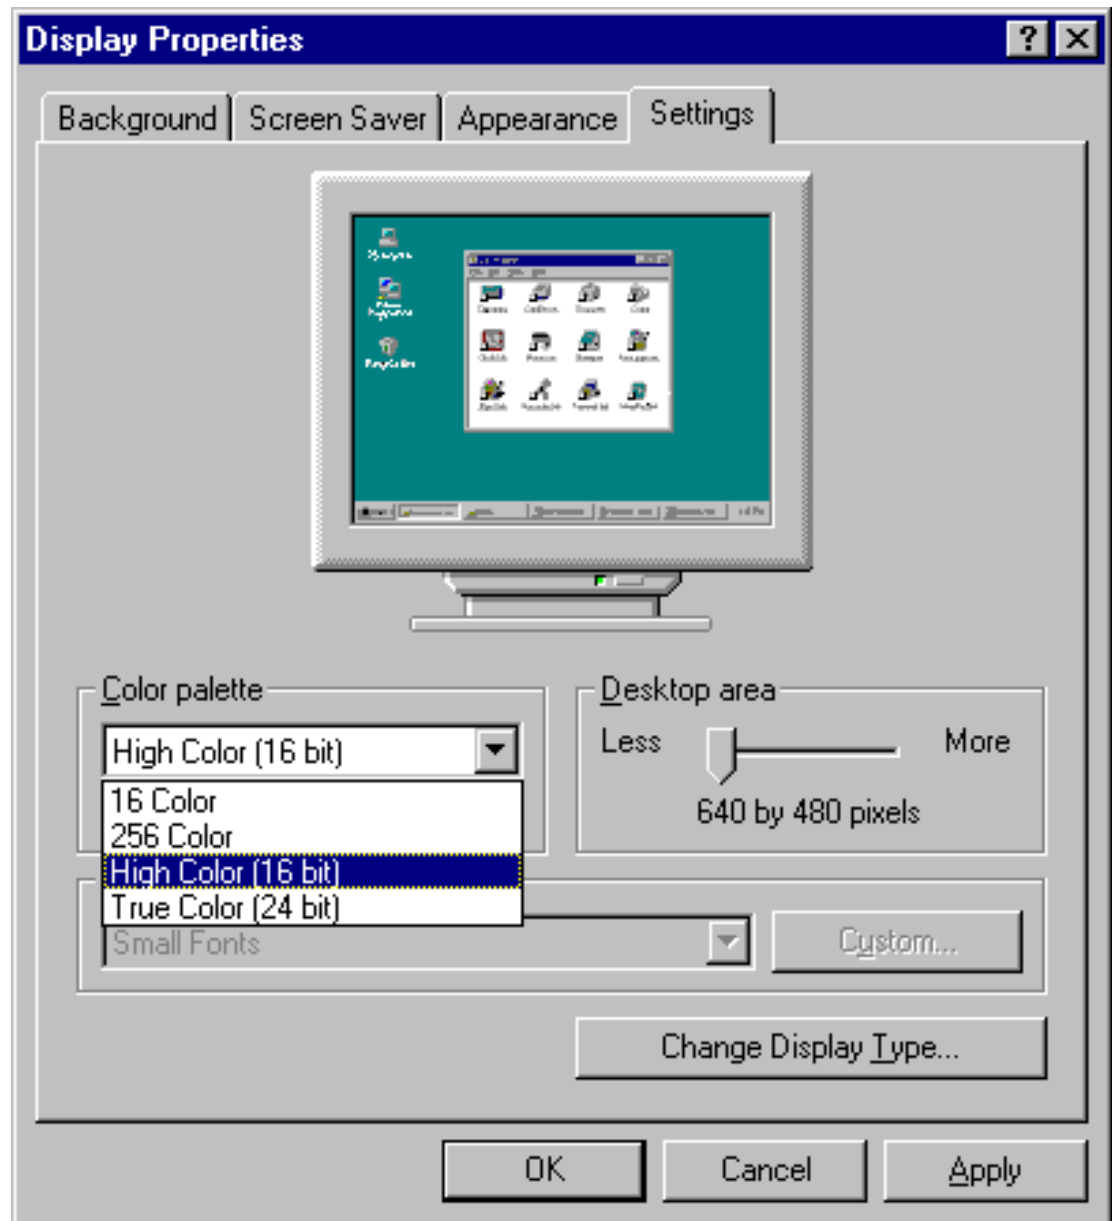 Display Properties
Background Screen Saver Appearance Settings
Color palette
High Color (16 bit)
16 Color
256 Color
High Color (16 bit)
True Color (24 bit)
Desktop area
Less More
640 by 480 pixels
Small Fonts
Custom...
Change Display Type...
OK Cancel Apply